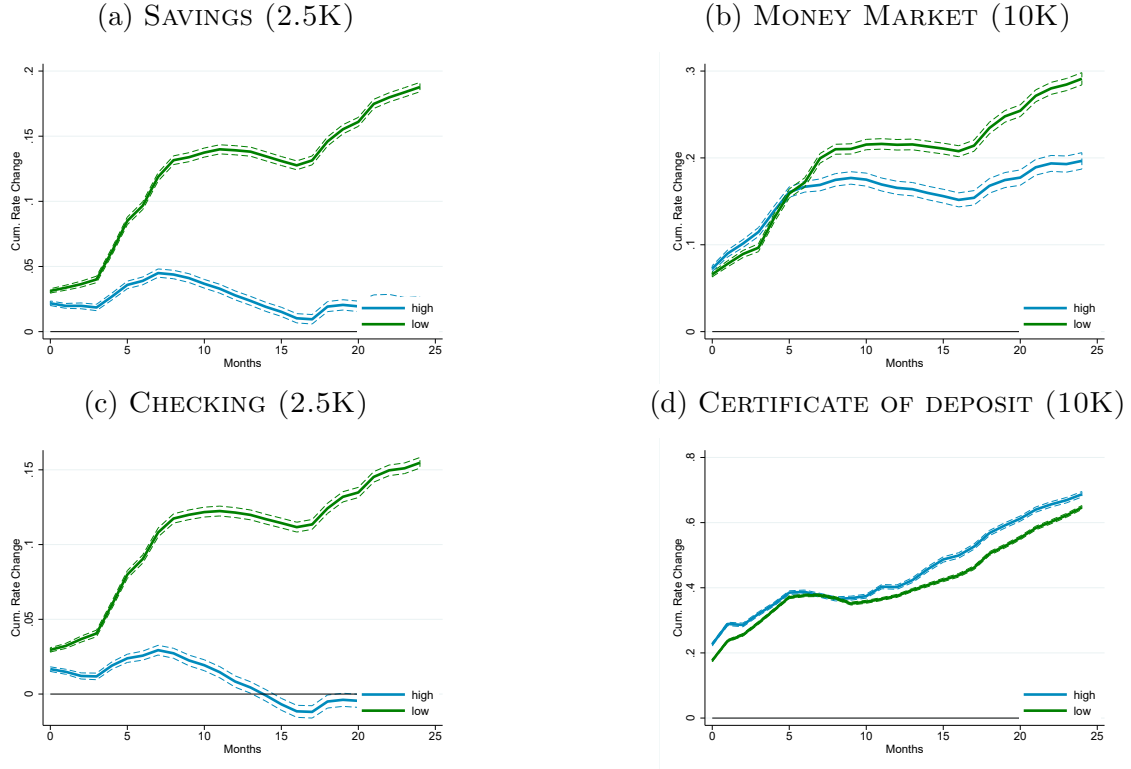 (a) SAVINGS (2.5K)
Cum. Rate Change
.2
.15
.1
.05
0
0 5 10 15 20 25
Months
high
low
(b) MONEY MARKET (10K)
Cum. Rate Change
.3
.2
.1
0
0 5 10 15 20 25
Months
high
low
(c) CHECKING (2.5K)
Cum. Rate Change
.15
.1
.05
0
0 5 10 15 20 25
Months
high
low
(d) CERTIFICATE OF DEPOSIT (10K)
Cum. Rate Change
.8
.6
.4
.2
0
0 5 10 15 20 25
Months
high
low